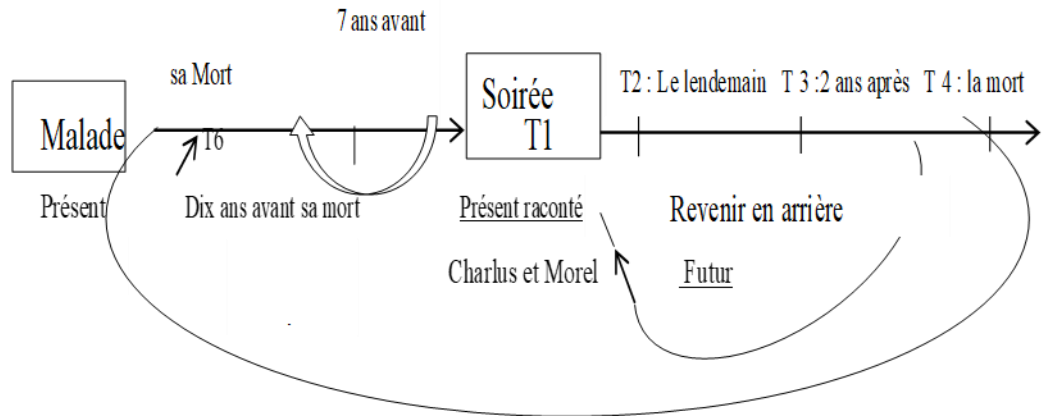 7 ans avant
sa Mort
Soirée
T1
T2 : Le lendemain T 3 :2 ans après T 4 : la mort
Malade
T6
Présent
Dix ans avant sa mort
Présent raconté
Revenir en arrière
Charlus et Morel
Futur